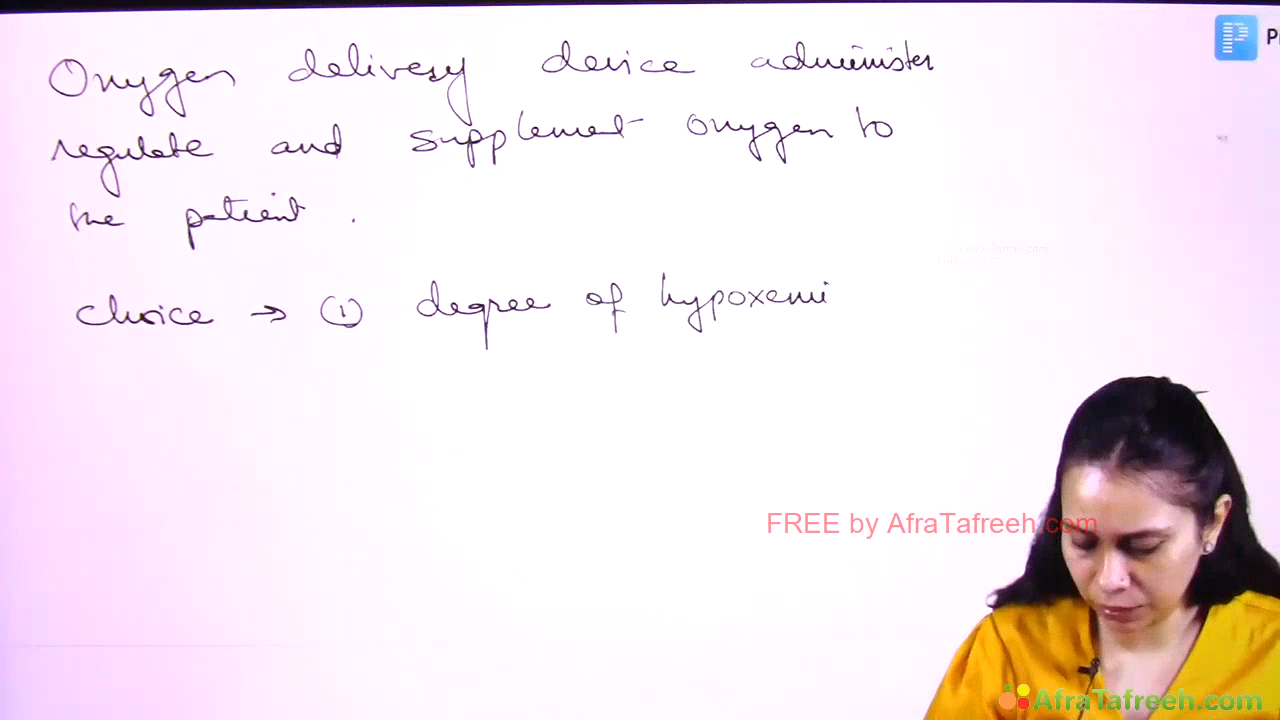 Oxygen delivery device administer
regulate and supplement oxygen to
the patient .
choice → (1) degree of hypoxemi
FREE by AfraTafreeh.com
AfraTafreeh.com